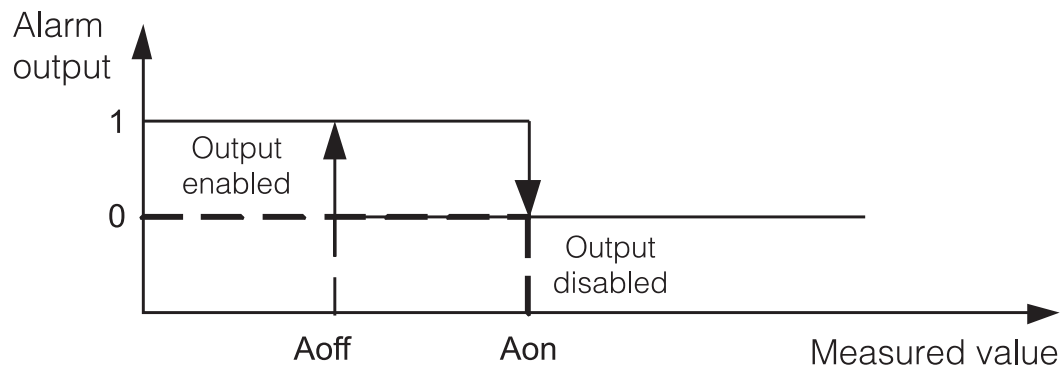 Alarm
output
1
Output
enabled
0
Output
disabled
Aoff
Aon
Measured value